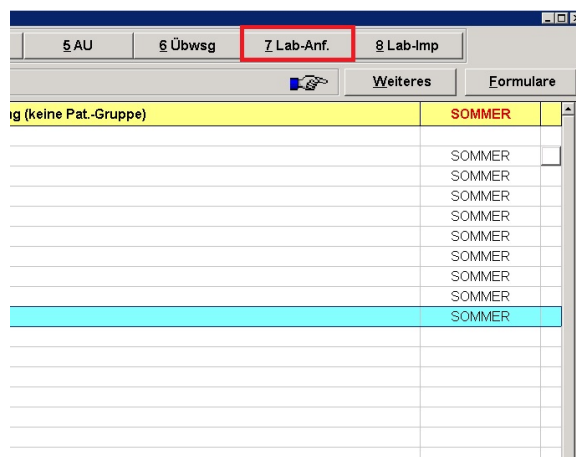 5 AU 6 Übwsg 7 Lab-Anf. 8 Lab-Imp
Weiteres Formulare
(keine Pat.-Gruppe) SOMMER
SOMMER
SOMMER
SOMMER
SOMMER
SOMMER
SOMMER
SOMMER
SOMMER
SOMMER